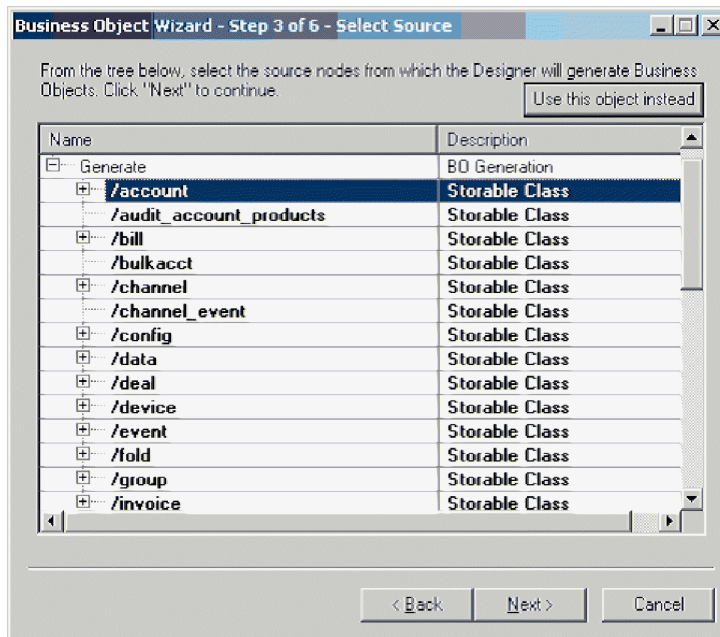 Business Object Wizard - Step 3 of 6 - Select Source
From the tree below, select the source nodes from which the Designer will generate Business
Objects. Click "Next" to continue.
Use this object instead
Name Description
Generate BO Generation
/account Storable Class
/audit_account_products Storable Class
/bill Storable Class
/bulkacct Storable Class
/channel Storable Class
/channel_event Storable Class
/config Storable Class
/data Storable Class
/deal Storable Class
/device Storable Class
/event Storable Class
/fold Storable Class
/group Storable Class
/invoice Storable Class
< Back Next > Cancel